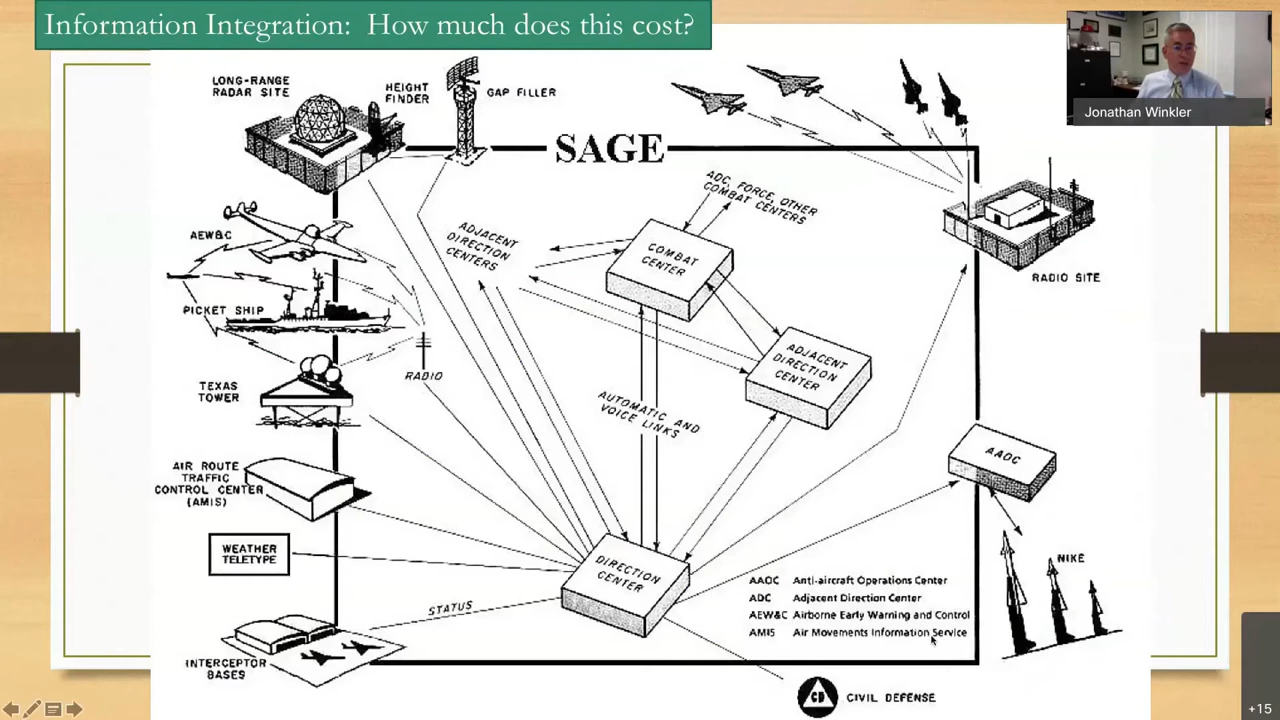 Information Integration: How much does this cost?
Jonathan Winkler
LONG-RANGE
RADAR SITE
HEIGHT
FINDER
GAP FILLER
SAGE
ADC FORCE, OTHER
COMBAT CENTERS
AEW&C
ADJACENT
DIRECTION
CENTERS
COMBAT
CENTER
RADIO SITE
PICKET SHIP
RADIO
ADJACENT
DIRECTION
CENTER
TEXAS
TOWER
AUTOMATIC AND
VOICE LINKS
AIR ROUTE
TRAFFIC
CONTROL CENTER
(AMIS)
AADC
WEATHER
TELETYPE
DIRECTION
CENTER
NIKE
STATUS
AAOC Anti-aircraft Operations Center
ADC Adjacent Direction Center
AEW&C Airborne Early Warning and Control
AMIS Air Movements Information Service
INTERCEPTOR
BASES
CD
CIVIL DEFENSE
+15